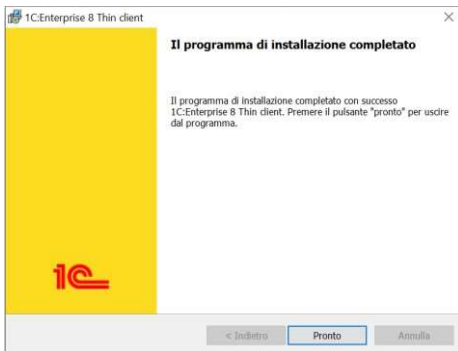 1C:Enterprise 8 Thin client
Il programma di installazione completato
Il programma di installazione completato con successo
1C:Enterprise 8 Thin client. Premere il pulsante "pronto" per uscire
dal programma.
1C
< Indietro
Pronto
Annulla